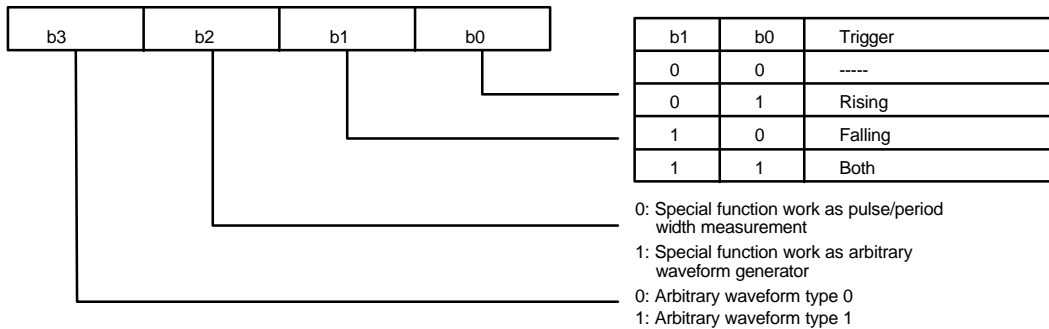 b3 b2 b1 b0
b1 b0 Trigger
0 0 -----
0 1 Rising
1 0 Falling
1 1 Both
0: Special function work as pulse/period
width measurement
1: Special function work as arbitrary
waveform generator
0: Arbitrary waveform type 0
1: Arbitrary waveform type 1